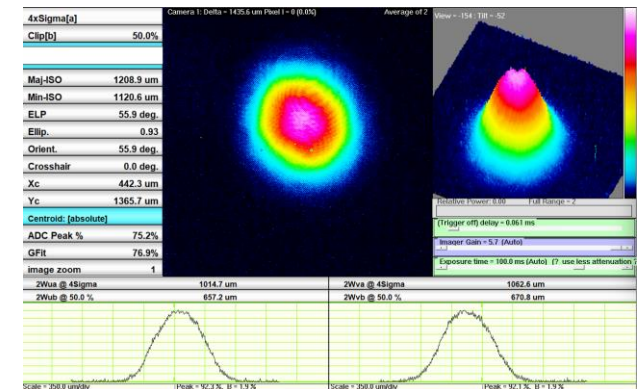 4xSigma[a]
Clip[b] 50.0%
Maj-ISO 1208.9 um
Min-ISO 1120.6 um
ELP 55.9 deg.
Ellip. 0.93
Orient. 55.9 deg.
Crosshair 0.0 deg.
Xc 442.3 um
Yc 1365.7 um
Centroid: [absolute]
ADC Peak % 75.2%
GFit 76.9%
image zoom 1
Camera 1: Delta = 1435.6 um Pixel I = 8 (0.0%) Average of 2
View = -154 : Tilt = -52
Relative Power: 0.00 Full Range = 2
(Trigger off) delay = 0.061 ms
Imager Gain = 5.7 (Auto)
Exposure time = 100.0 ms (Auto) (? use less attenuation ?
2Wua @ 4Sigma 1014.7 um
2Wub @ 50.0 % 657.2 um
2Wva @ 4Sigma 1062.6 um
2Wvb @ 50.0 % 670.8 um
Scale = 350.0 um/div Peak = 92.3 %, B = 1.9 %
Scale = 350.0 um/div Peak = 92.1 %, B = 1.9 %